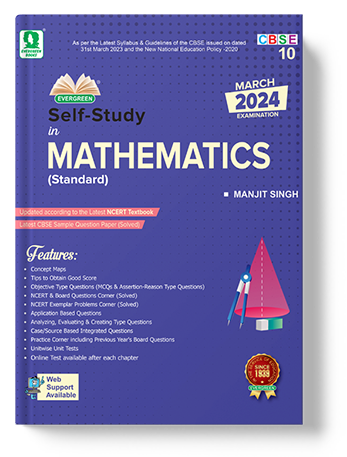 EVERGREEN
As per the Latest Syllabus & Guidelines of the CBSE issued on dated
31st March 2023 and the New National Education Policy -2020
CBSE
10
EVERGREEN
Self-Study
in
MATHEMATICS
(Standard)
MARCH
2024
EXAMINATION
MANJIT SINGH
Updated according to the Latest NCERT Textbook
Latest CBSE Sample Question Paper (Solved)
Features:
• Concept Maps
• Tips to Obtain Good Score
• Objective Type Questions (MCQs & Assertion-Reason Type Questions)
• NCERT & Board Questions Corner (Solved)
• NCERT Exemplar Problems Corner (Solved)
• Application Based Questions
• Analyzing, Evaluating & Creating Type Questions
• Case/Source Based Integrated Questions
• Practice Corner Including Previous Year's Board Questions
• Unitwise Unit Tests
• Online Test available after each chapter
Web
Support
Available
SINCE
1939
EVERGREEN